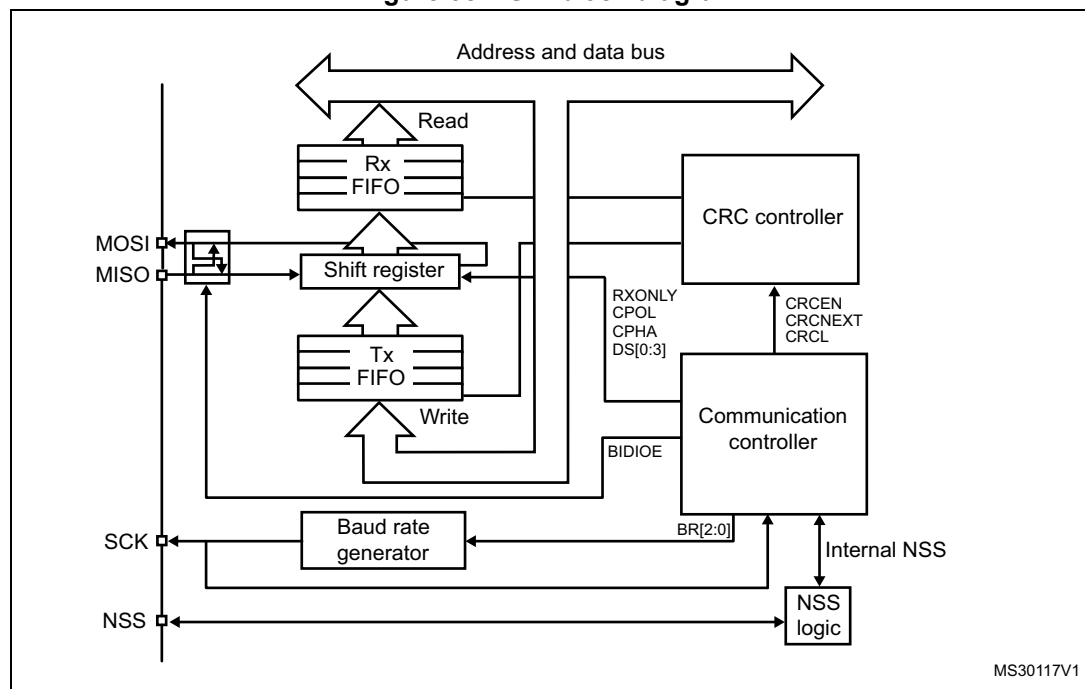 Address and data bus
Read
Rx
FIFO
CRC controller
MOSI
MISO
Shift register
RXONLY
CPOL
CPHA
DS[0:3]
CRCEN
CRCNEXT
CRCL
Tx
FIFO
Write
Communication
controller
BIDIOE
BR[2:0]
SCK
Baud rate
generator
Internal NSS
NSS
NSS
logic
MS30117V1